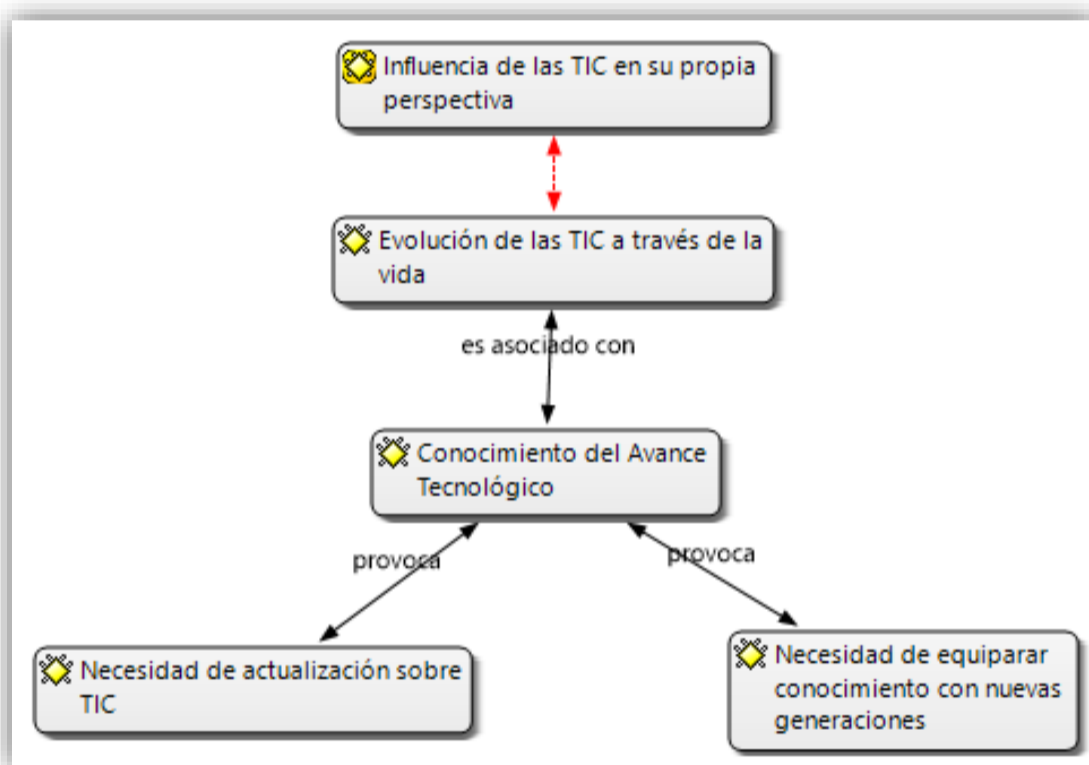 Influencia de las TIC en su propia
perspectiva
Evolución de las TIC a través de la
vida
es asociado con
Conocimiento del Avance
Tecnológico
provoca
provoca
Necesidad de actualización sobre
TIC
Necesidad de equiparar
conocimiento con nuevas
generaciones